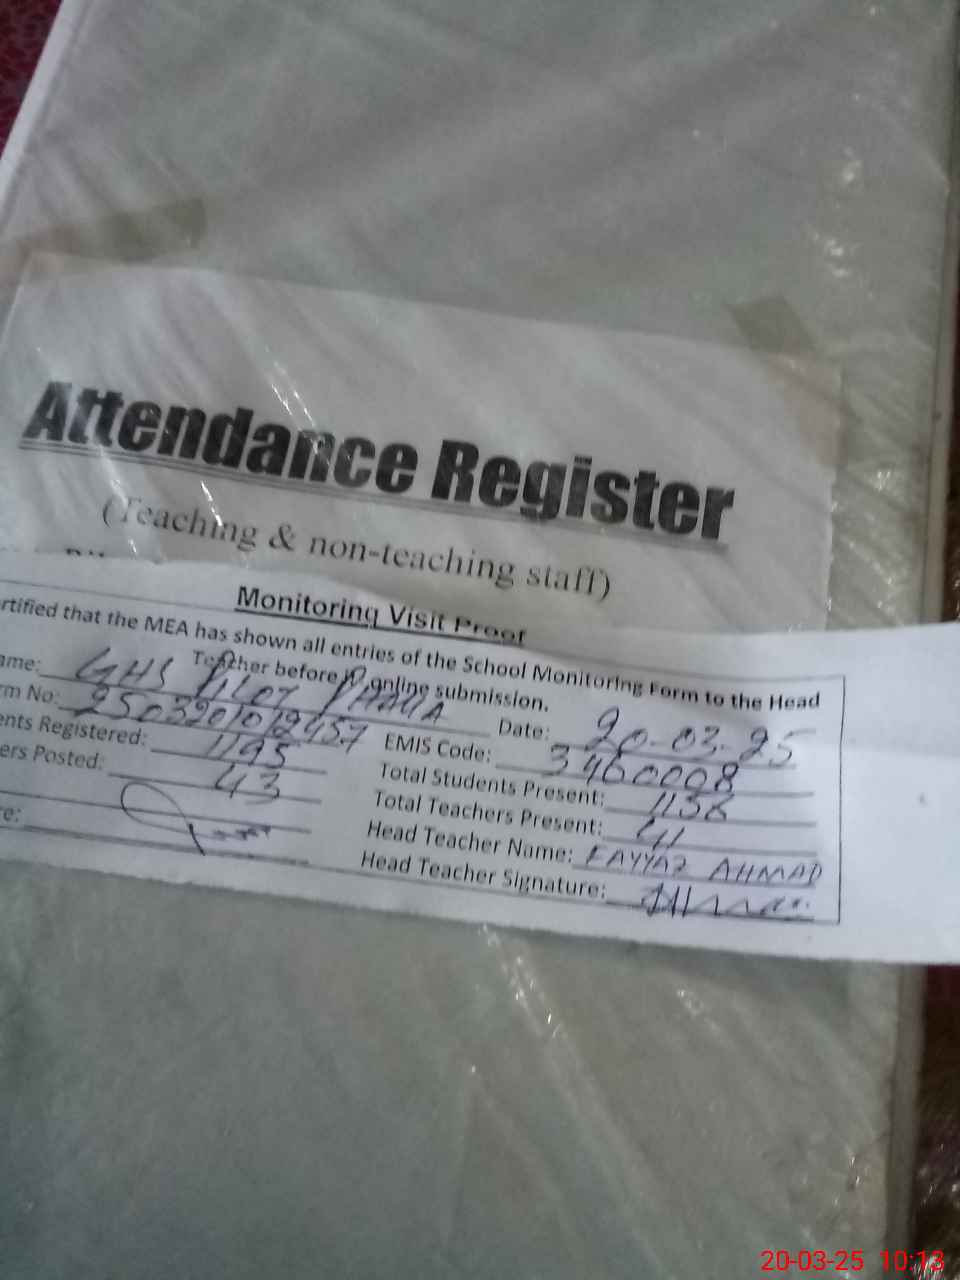 Attendance Register
(Teaching & non-teaching staff)
Monitoring Visit Proof
rtified that the MEA has shown all entries of the School Monitoring Form to the Head
Teacher before online submission.
ame: GHS Pilot Date: 20-03-25
rm No: EMIS Code: 3460008
ents Registered: 1195 Total Students Present: 1138
ers Posted: 43 Total Teachers Present: 41
Head Teacher Name: FAYYAZ AHMAD
re: Head Teacher Signature:
20-03-25 10:13